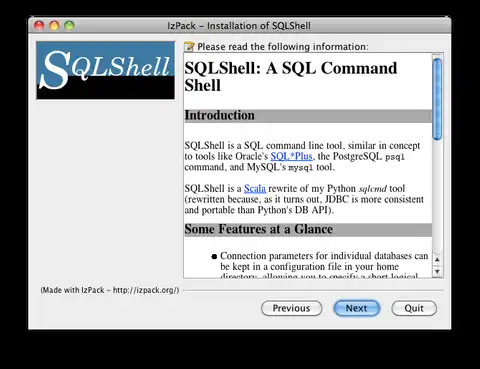 IzPack - Installation of SQLShell
SQLShell
Please read the following information:
SQLShell: A SQL Command
Shell
Introduction
SQLShell is a SQL command line tool, similar in concept
to tools like Oracle's SQL*Plus, the PostgreSQL psql
command, and MySQL's mysql tool.
SQLShell is a Scala rewrite of my Python sqlcmd tool
(rewritten because, as it turns out, JDBC is more consistent
and portable than Python's DB API).
Some Features at a Glance
Connection parameters for individual databases can
be kept in a configuration file in your home
directory, allowing you to specify a short logical
(Made with IzPack - http://izpack.org/)
Previous
Next
Quit